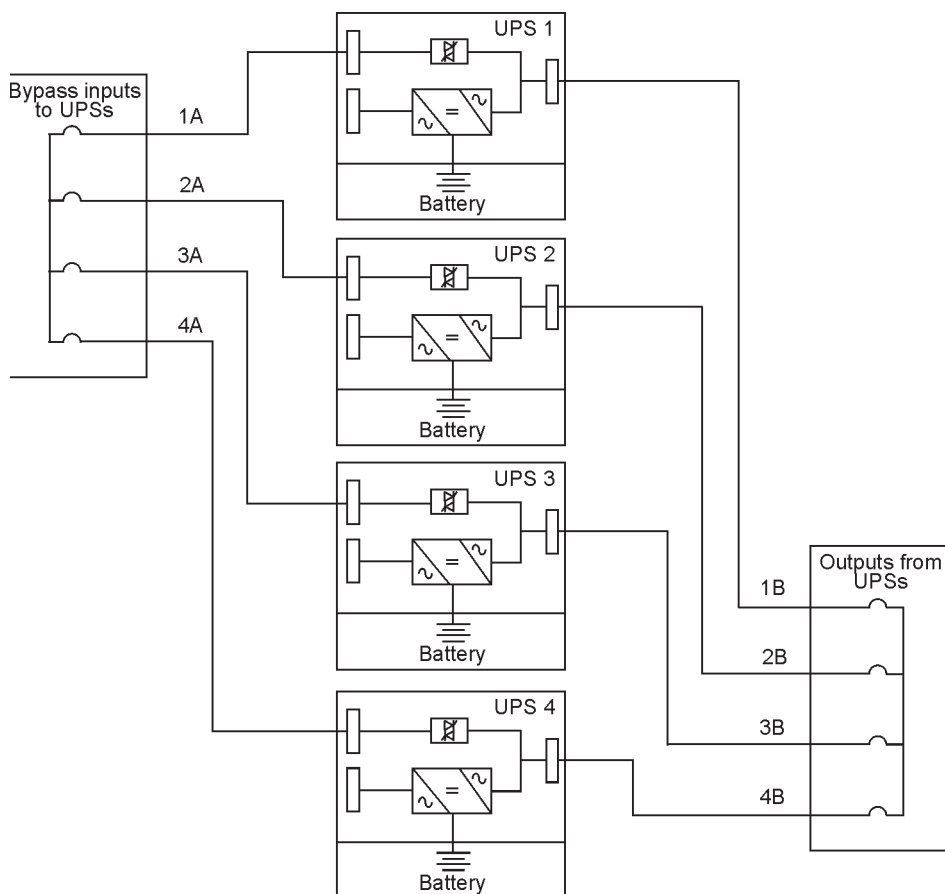 Bypass inputs
to UPSs
1A
2A
3A
4A
UPS 1
=
Battery
UPS 2
=
Battery
UPS 3
=
Battery
UPS 4
=
Battery
Outputs from
UPSs
1B
2B
3B
4B